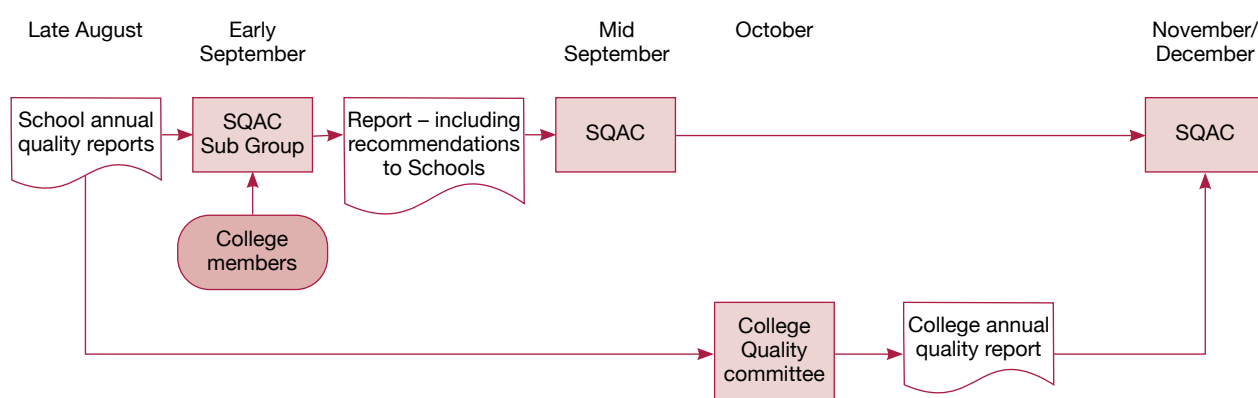 Late August
Early
September
Mid
September
October
November/
December
School annual
quality reports
SQAC
Sub Group
Report – including
recommendations
to Schools
SQAC
SQAC
College
members
College
Quality
committee
College annual
quality report